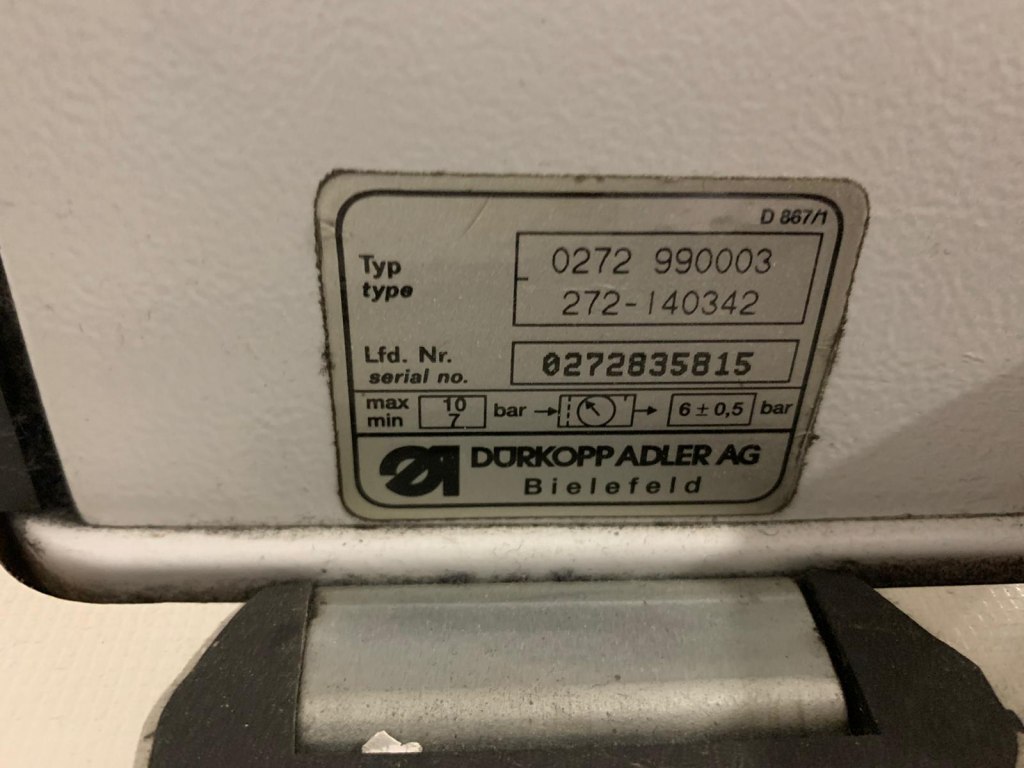 D 867/1
Typ
type
0272 990003
272-140342
Lfd. Nr.
serial no.
0272835815
max 10 bar
min 7
6 ± 0,5 bar
DÜRKOPP ADLER AG
Bielefeld